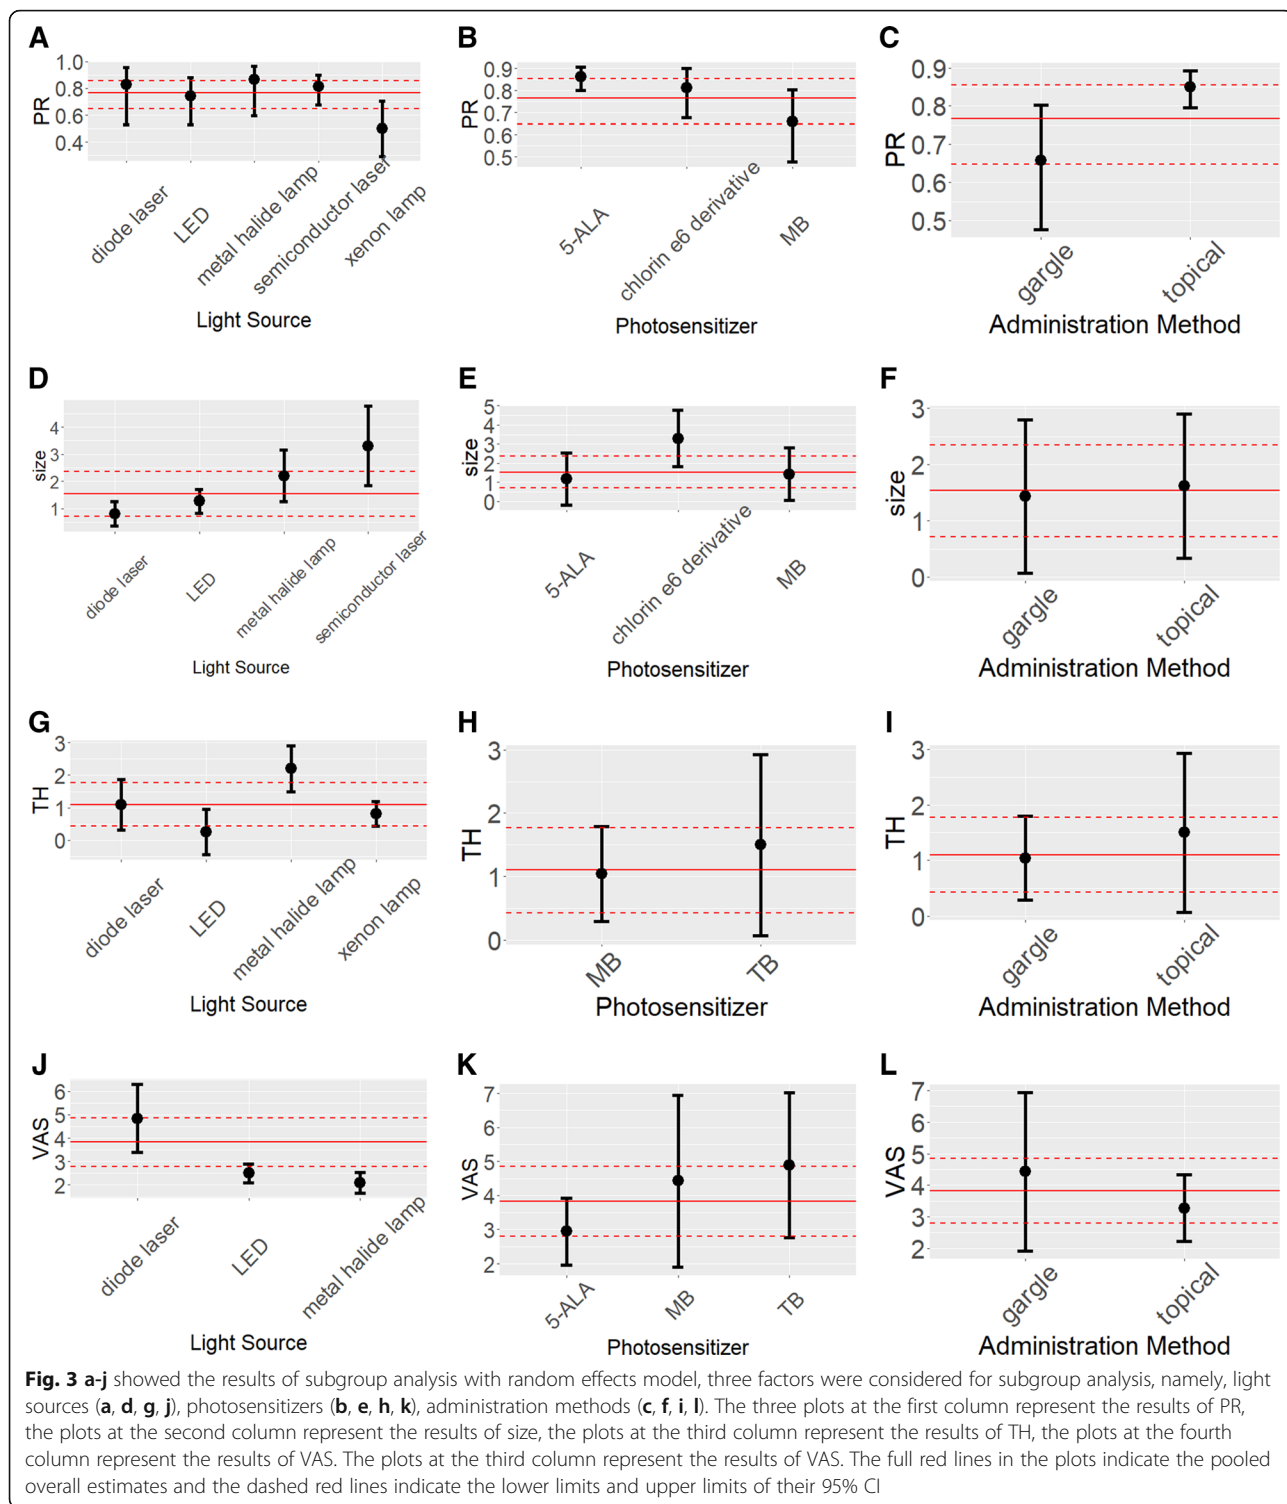 A
PR
1.0
0.8
0.6
0.4
diode laser
LED
metal halide lamp
semiconductor laser
xenon lamp
Light Source
B
PR
0.9
0.8
0.7
0.6
0.5
5-ALA
chlorin e6 derivative
MB
Photosensitizer
C
PR
0.9
0.8
0.7
0.6
0.5
gargle
topical
Administration Method
D
size
4
3
2
1
diode laser
LED
metal halide lamp
semiconductor laser
Light Source
E
size
5
4
3
2
1
0
5-ALA
chlorin e6 derivative
MB
Photosensitizer
F
size
3
2
1
0
gargle
topical
Administration Method
G
TH
3
2
1
0
diode laser
LED
metal halide lamp
xenon lamp
Light Source
H
TH
3
2
1
0
MB
TB
Photosensitizer
I
TH
3
2
1
0
gargle
topical
Administration Method
J
VAS
6
5
4
3
2
diode laser
LED
metal halide lamp
Light Source
K
VAS
7
6
5
4
3
2
5-ALA
MB
TB
Photosensitizer
L
VAS
7
6
5
4
3
2
gargle
topical
Administration Method
Fig. 3 a-j showed the results of subgroup analysis with random effects model, three factors were considered for subgroup analysis, namely, light
sources (a, d, g, j), photosensitizers (b, e, h, k), administration methods (c, f, i, l). The three plots at the first column represent the results of PR,
the plots at the second column represent the results of size, the plots at the third column represent the results of TH, the plots at the fourth
column represent the results of VAS. The plots at the third column represent the results of VAS. The full red lines in the plots indicate the pooled
overall estimates and the dashed red lines indicate the lower limits and upper limits of their 95% CI